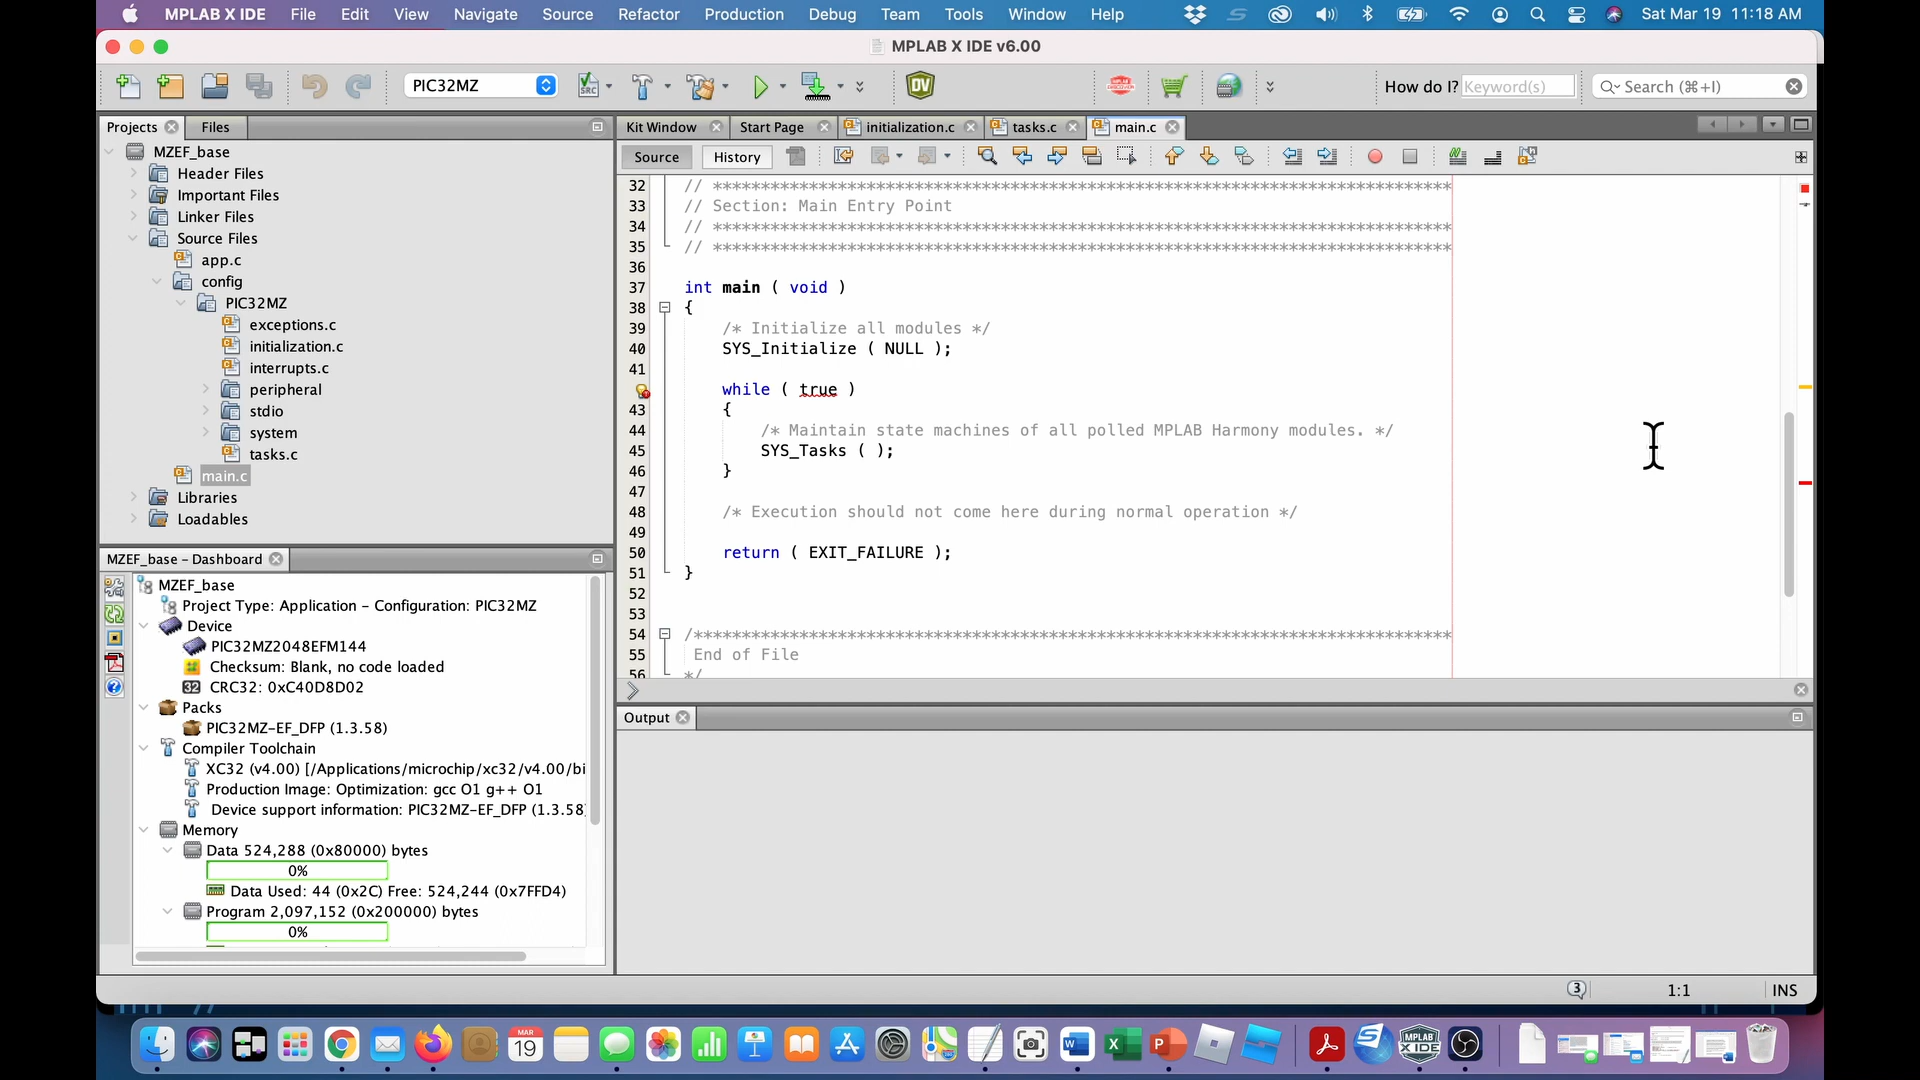 MPLAB X IDE File Edit View Navigate Source Refactor Production Debug Team Tools Window Help Sat Mar 19 11:18 AM
MPLAB X IDE v6.00
PIC32MZ SRC DV How do I? Keyword(s) Search (⌘+I)
Projects Files
MZEF_base
Header Files
Important Files
Linker Files
Source Files
app.c
config
PIC32MZ
exceptions.c
initialization.c
interrupts.c
peripheral
stdio
system
tasks.c
main.c
Libraries
Loadables
MZEF_base - Dashboard
MZEF_base
Project Type: Application - Configuration: PIC32MZ
Device
PIC32MZ2048EFM144
Checksum: Blank, no code loaded
32 CRC32: 0xC40D8D02
Packs
PIC32MZ-EF_DFP (1.3.58)
Compiler Toolchain
XC32 (v4.00) [/Applications/microchip/xc32/v4.00/bi
Production Image: Optimization: gcc O1 g++ O1
Device support information: PIC32MZ-EF_DFP (1.3.58)
Memory
Data 524,288 (0x80000) bytes
0%
Data Used: 44 (0x2C) Free: 524,244 (0x7FFD4)
Program 2,097,152 (0x200000) bytes
0%
Kit Window Start Page initialization.c tasks.c main.c
Source History
32 // *****************************************************************************
33 // Section: Main Entry Point
34 // *****************************************************************************
35 // *****************************************************************************
36
37 int main ( void )
38 {
39 /* Initialize all modules */
40 SYS_Initialize ( NULL );
41
while ( true )
43 {
44 /* Maintain state machines of all polled MPLAB Harmony modules. */
45 SYS_Tasks ( );
46 }
47
48 /* Execution should not come here during normal operation */
49
50 return ( EXIT_FAILURE );
51 }
52
53
54 /*******************************************************************************
55 End of File
56 */
Output
3 1:1 INS
MAR 19
MPLAB X IDE